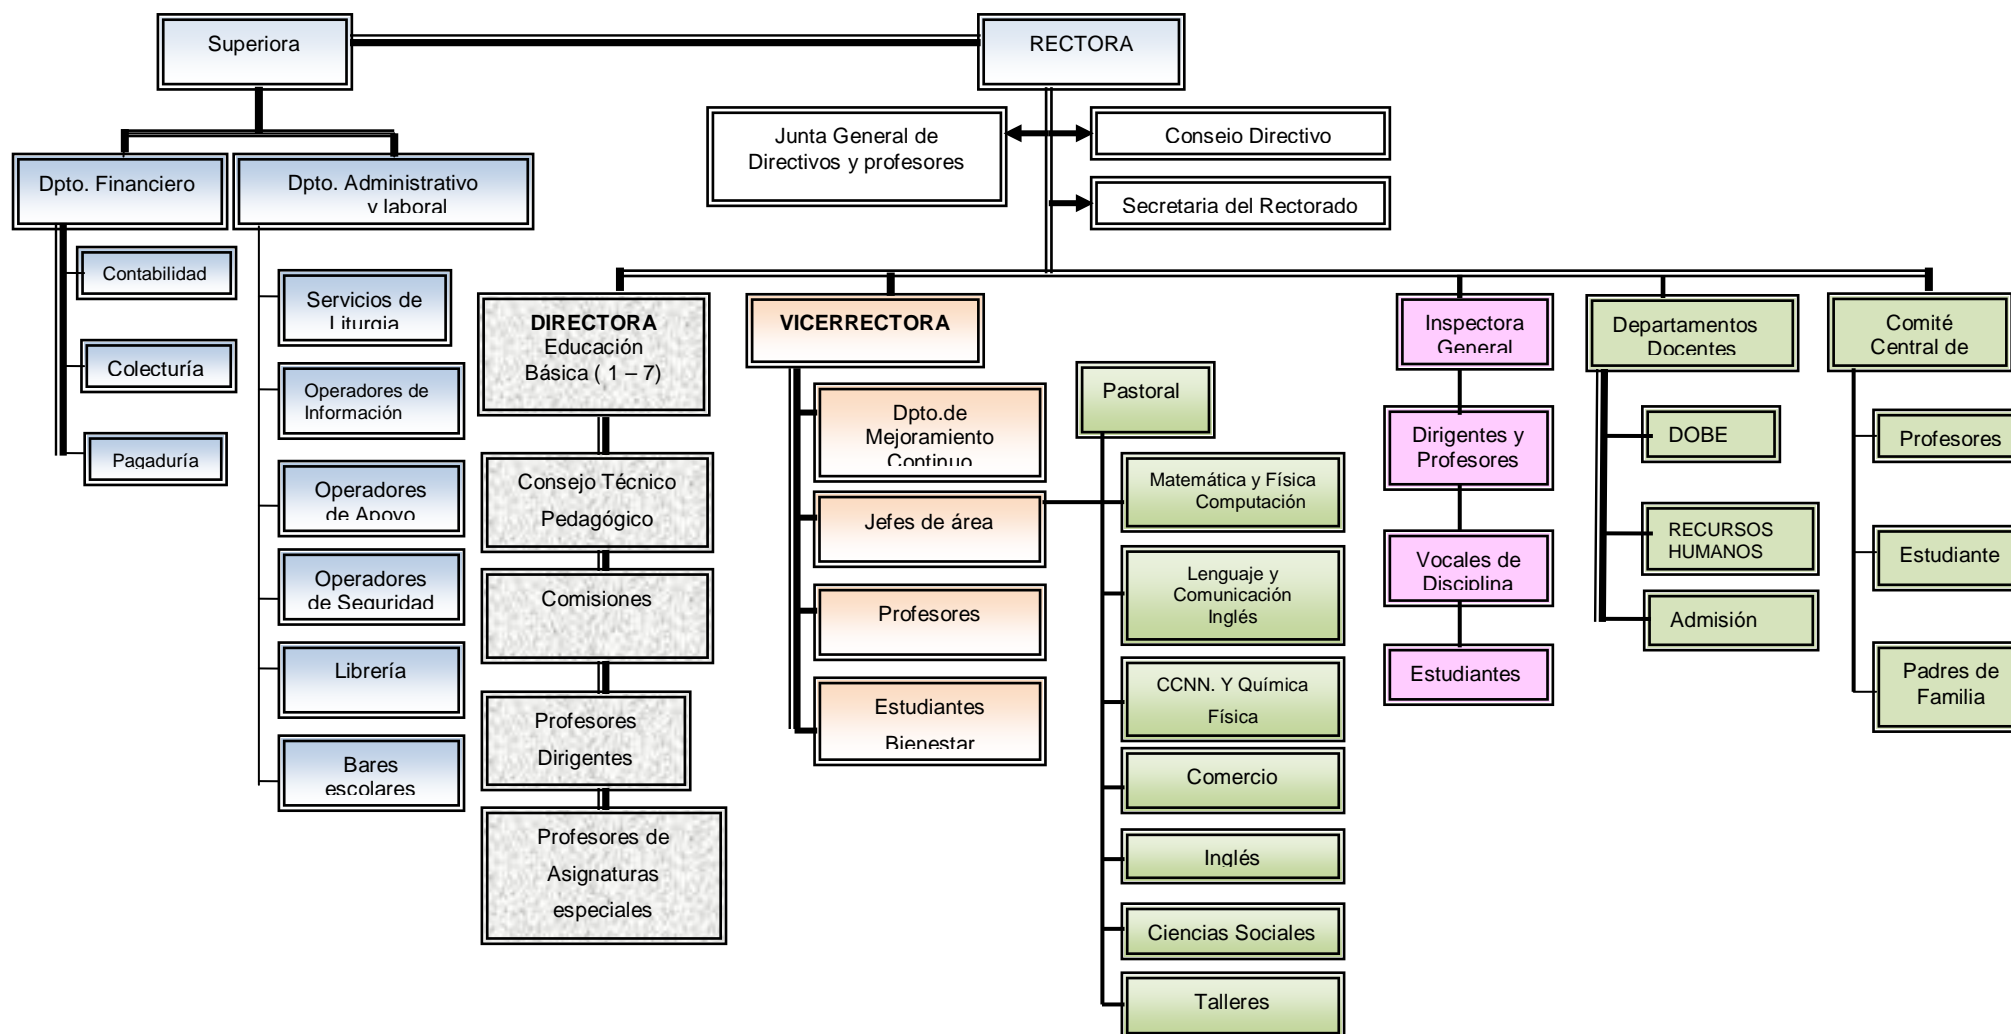 Superiora
RECTORA
Junta General de
Directivos y profesores
Consejo Directivo
Secretaria del Rectorado
Dpto. Financiero
Dpto. Administrativo
y laboral
Contabilidad
Colecturía
Pagaduría
Servicios de
Liturgia
Operadores de
Información
Operadores
de Apoyo
Operadores
de Seguridad
Librería
Bares
escolares
DIRECTORA
Educación
Básica ( 1 – 7)
Consejo Técnico
Pedagógico
Comisiones
Profesores
Dirigentes
Profesores de
Asignaturas
especiales
VICERRECTORA
Dpto.de
Mejoramiento
Continuo
Jefes de área
Profesores
Estudiantes
Bienestar
Pastoral
Matemática y Física
Computación
Lenguaje y
Comunicación
Inglés
CCNN. Y Química
Física
Comercio
Inglés
Ciencias Sociales
Talleres
Inspectora
General
Dirigentes y
Profesores
Vocales de
Disciplina
Estudiantes
Departamentos
Docentes
DOBE
RECURSOS
HUMANOS
Admisión
Comité
Central de
Profesores
Estudiante
Padres de
Familia